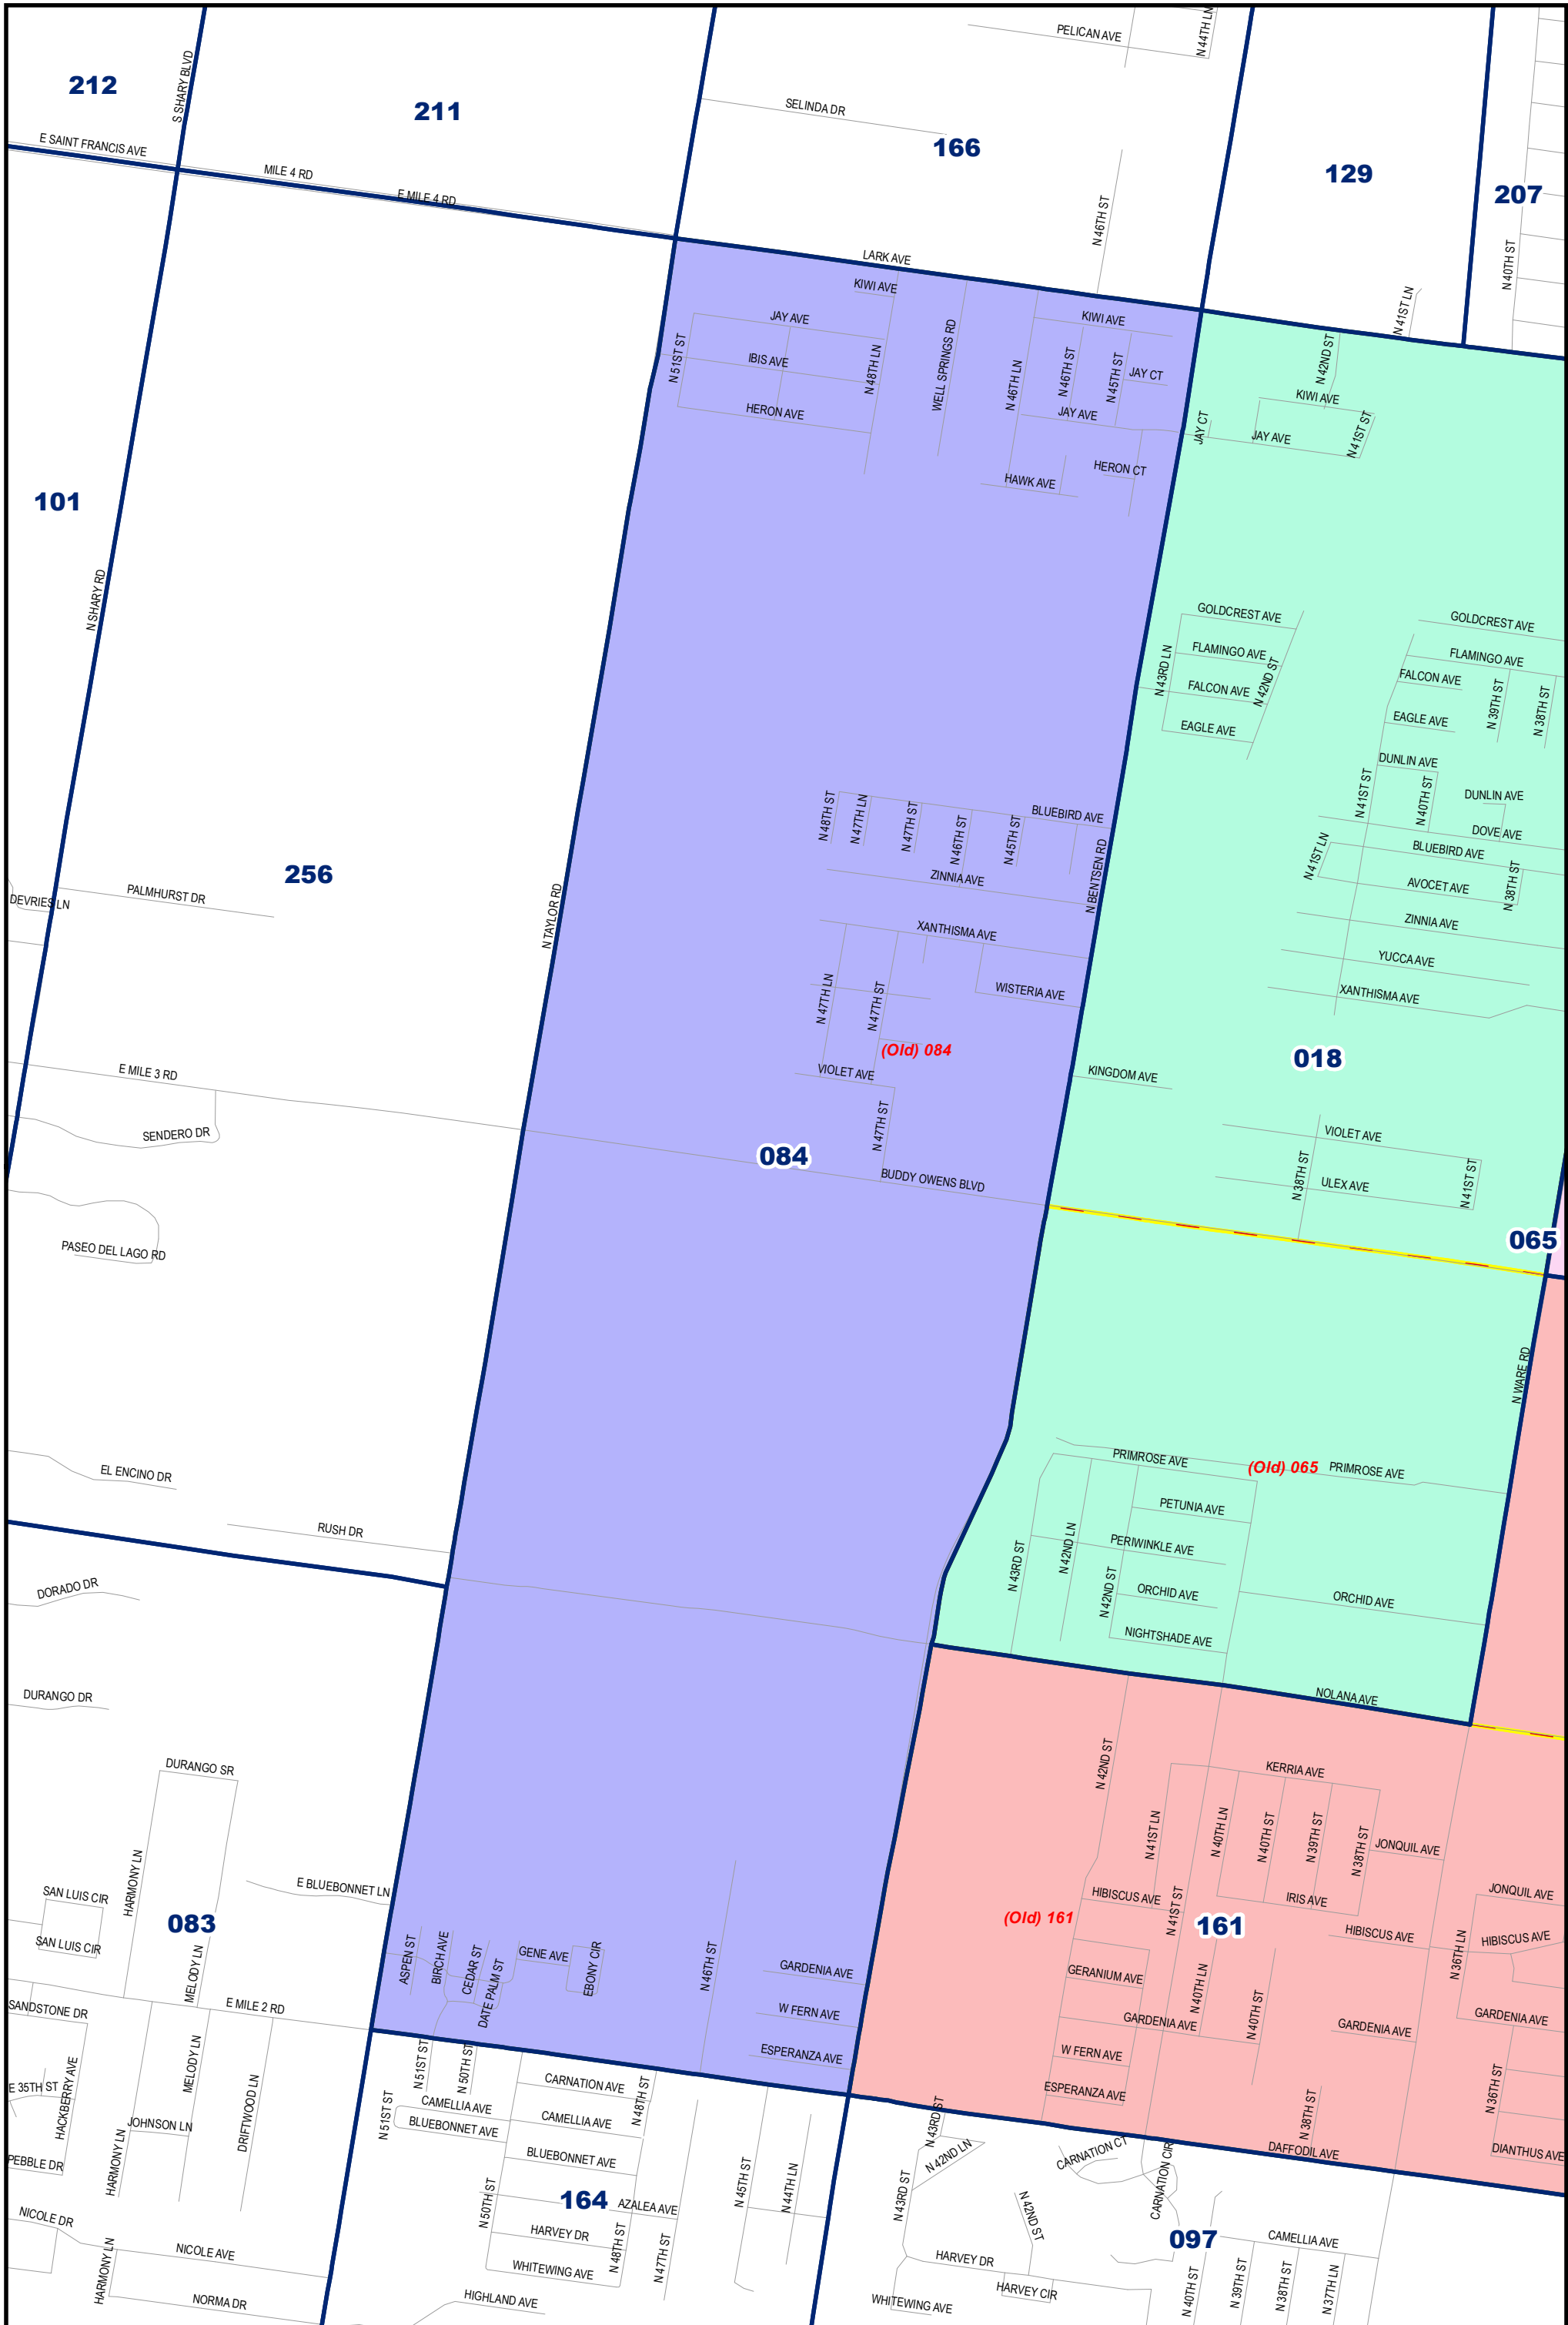 PELICAN AVE
N 44TH LN
212
S SHARY BLVD
211
SELINDA DR
166
129
207
E SAINT FRANCIS AVE
MILE 4 RD
E MILE 4 RD
N 46TH ST
N 40TH ST
LARK AVE
KIWI AVE
N 41ST LN
JAY AVE
KIWI AVE
N 51ST ST
IBIS AVE
N 48TH LN
WELL SPRINGS RD
N 46TH LN
N 46TH ST
N 45TH ST
JAY CT
N 42ND ST
KIWI AVE
HERON AVE
JAY AVE
JAY CT
JAY AVE
N 41ST ST
HERON CT
HAWK AVE
101
N SHARY RD
GOLDCREST AVE
GOLDCREST AVE
N 43RD LN
FLAMINGO AVE
N 42ND ST
FLAMINGO AVE
FALCON AVE
FALCON AVE
N 39TH ST
N 38TH ST
EAGLE AVE
EAGLE AVE
DUNLIN AVE
N 41ST ST
N 40TH ST
DUNLIN AVE
N 48TH ST
N 47TH LN
N 47TH ST
N 46TH ST
N 45TH ST
BLUEBIRD AVE
DOVE AVE
BLUEBIRD AVE
N 41ST LN
N 38TH ST
256
ZINNIA AVE
N BENTSEN RD
AVOCET AVE
DEVRIES LN
PALMHURST DR
N TAYLOR RD
XANTHISMA AVE
ZINNIA AVE
YUCCA AVE
N 47TH LN
N 47TH ST
WISTERIA AVE
XANTHISMA AVE
(Old) 084
018
E MILE 3 RD
VIOLET AVE
KINGDOM AVE
SENDERO DR
N 47TH ST
VIOLET AVE
084
BUDDY OWENS BLVD
N 38TH ST
ULEX AVE
N 41ST ST
PASEO DEL LAGO RD
065
N WARE RD
EL ENCINO DR
PRIMROSE AVE
(Old) 065
PRIMROSE AVE
RUSH DR
PETUNIA AVE
N 43RD ST
N 42ND LN
PERIWINKLE AVE
DORADO DR
N 42ND ST
ORCHID AVE
ORCHID AVE
NIGHTSHADE AVE
DURANGO DR
NOLANA AVE
DURANGO SR
N 42ND ST
KERRIA AVE
HARMONY LN
N 41ST LN
N 40TH LN
N 40TH ST
N 39TH ST
N 38TH ST
JONQUIL AVE
SAN LUIS CIR
E BLUEBONNET LN
HIBISCUS AVE
IRIS AVE
JONQUIL AVE
083
(Old) 161
N 41ST ST
161
HIBISCUS AVE
HIBISCUS AVE
SAN LUIS CIR
MELODY LN
ASPEN ST
BIRCH AVE
CEDAR ST
DATE PALM ST
GENE AVE
EBONY CIR
N 46TH ST
GARDENIA AVE
GERANIUM AVE
N 40TH LN
N 40TH ST
N 36TH LN
SANDSTONE DR
E MILE 2 RD
W FERN AVE
GARDENIA AVE
GARDENIA AVE
GARDENIA AVE
MELODY LN
DRIFTWOOD LN
N 51ST ST
N 50TH ST
ESPERANZA AVE
W FERN AVE
E 35TH ST
HACKBERRY AVE
CARNATION AVE
N 48TH ST
ESPERANZA AVE
N 38TH ST
N 36TH ST
N 51ST ST
CAMELLIA AVE
CAMELLIA AVE
N 43RD ST
JOHNSON LN
BLUEBONNET AVE
DAFFODIL AVE
DIANTHUS AVE
PEBBLE DR
HARMONY LN
BLUEBONNET AVE
N 45TH ST
N 44TH LN
N 42ND LN
CARNATION CT
CARNATION CIR
N 50TH ST
164
AZALEA AVE
N 43RD ST
N 42ND ST
NICOLE DR
HARVEY DR
N 48TH ST
N 47TH ST
097
CAMELLIA AVE
NICOLE AVE
HARMONY LN
WHITEWING AVE
HARVEY DR
N 40TH ST
N 39TH ST
N 38TH ST
N 37TH LN
NORMA DR
HIGHLAND AVE
WHITEWING AVE
HARVEY CIR